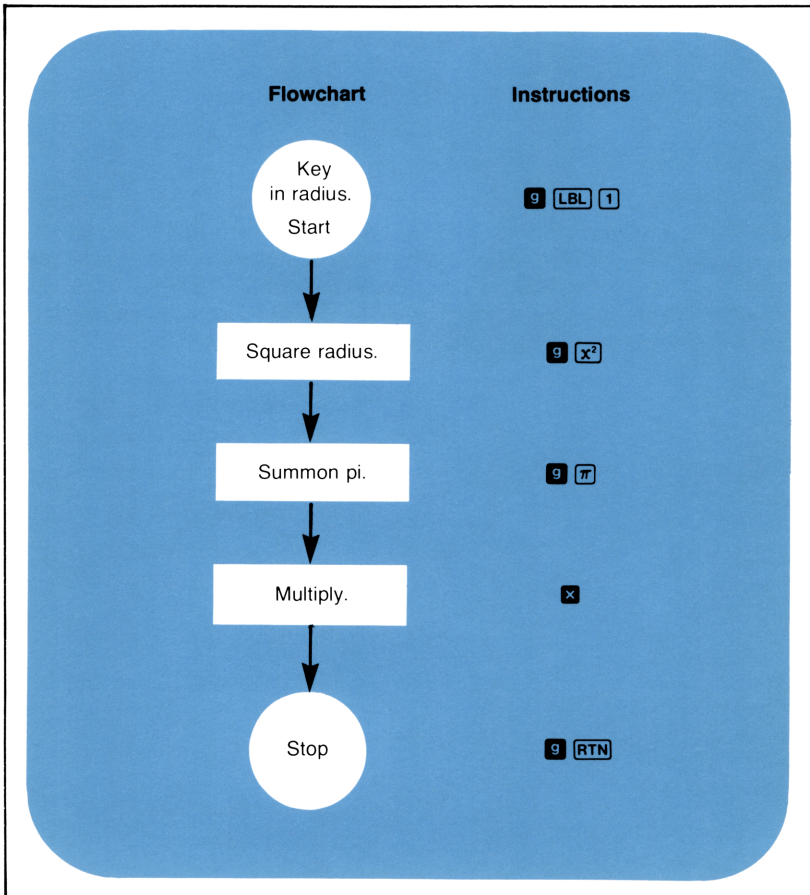 Flowchart
Instructions
Key
in radius.
Start
g LBL 1
Square radius.
g x²
Summon pi.
g π
Multiply.
×
Stop
g RTN